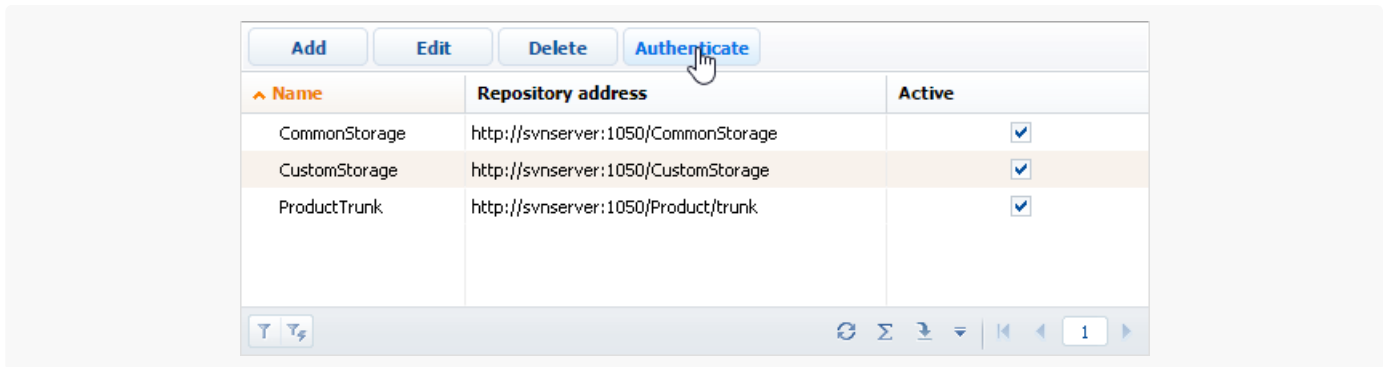 Add Edit Delete Authenticate
Name Repository address Active
CommonStorage http://svnserver:1050/CommonStorage
CustomStorage http://svnserver:1050/CustomStorage
ProductTrunk http://svnserver:1050/Product/trunk
1